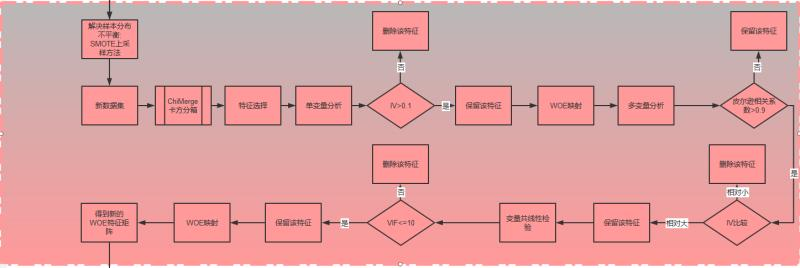 解决样本分布
不平衡:
SMOTE上采
样方法
删除该特征
保留该特征
否
否
新数据集
ChiMerge
卡方分箱
特征选择
单变量分析
IV>0.1
是
保留该特征
WOE映射
多变量分析
皮尔逊相关系
数>0.9
是
删除该特征
删除该特征
否
相对小
得到新的
WOE特征矩
阵
WOE映射
保留该特征
是
VIF<=10
变量共线性检
验
保留该特征
相对大
IV比较